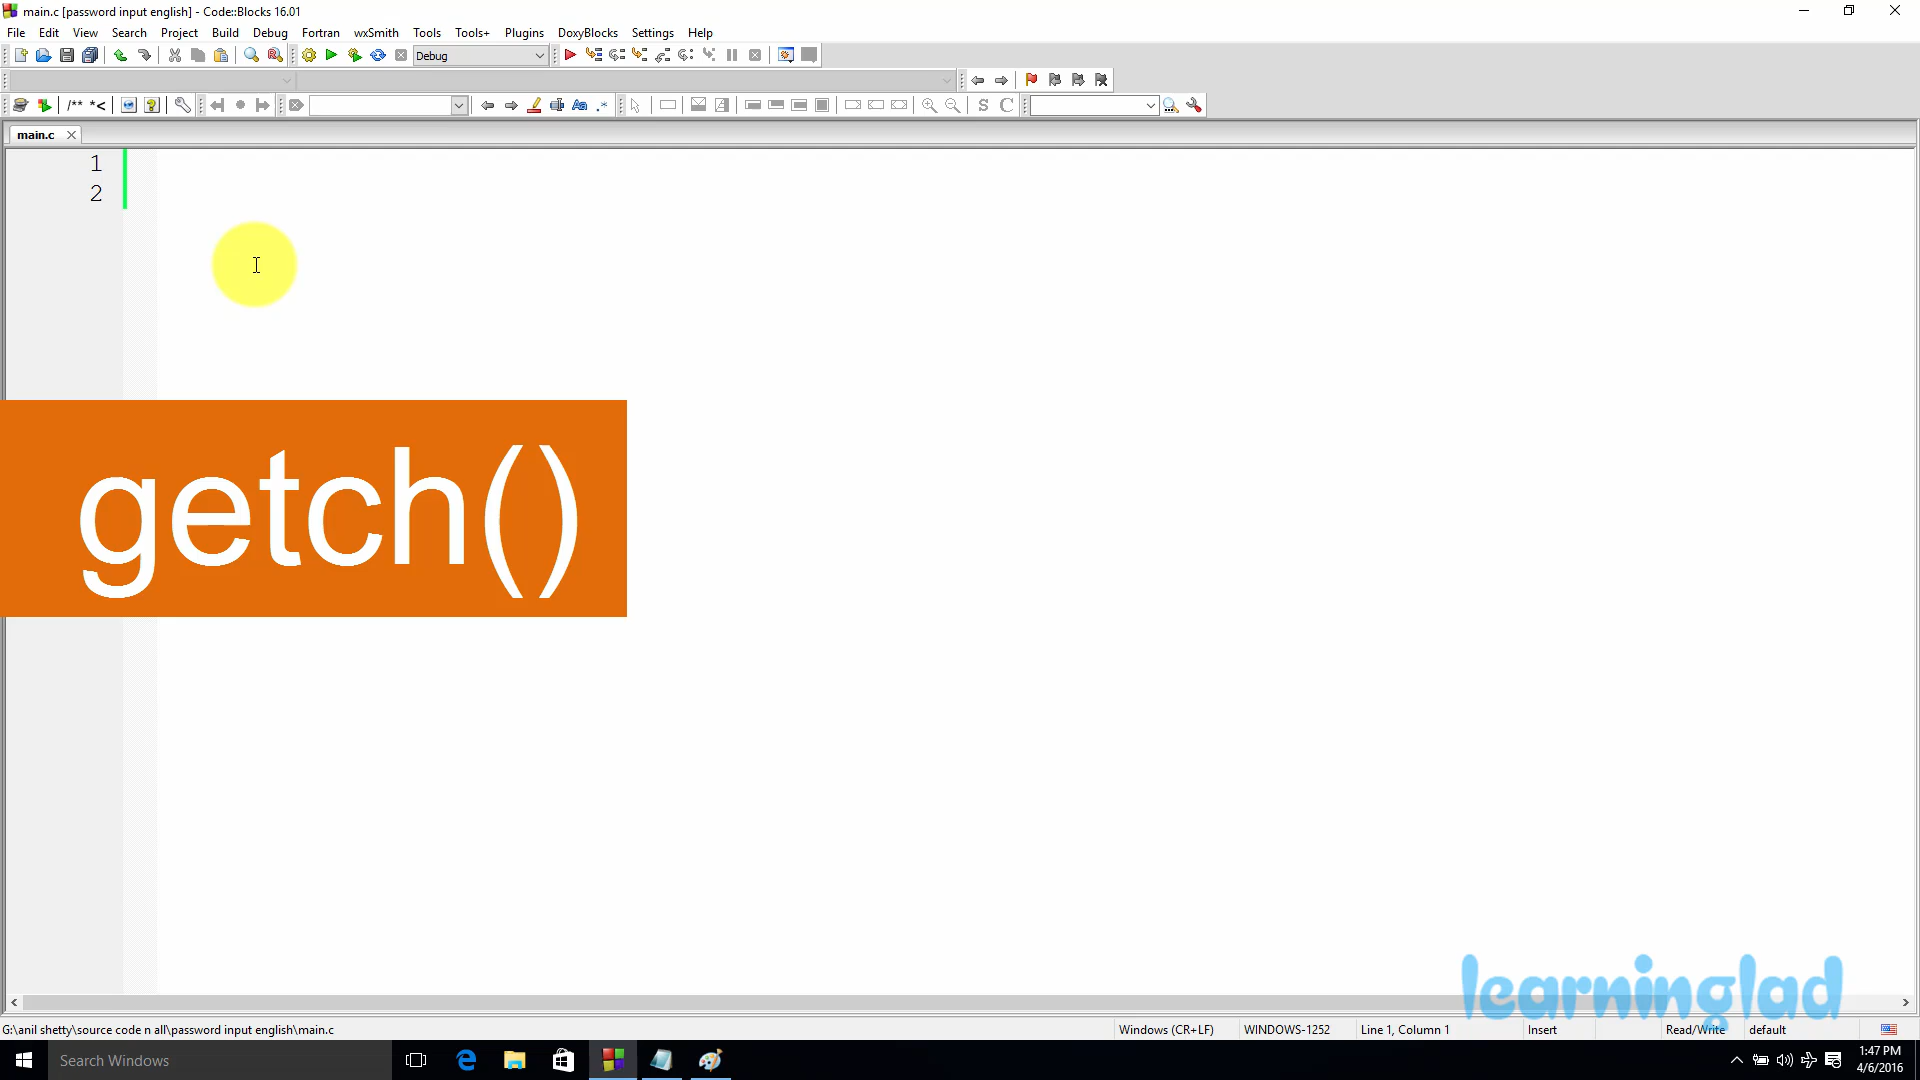 main.c [password input english] - Code::Blocks 16.01
File Edit View Search Project Build Debug Fortran wxSmith Tools Tools+ Plugins DoxyBlocks Settings Help
Debug
/** *<
Aa .*
S C
main.c
1
2
getch()
learninglad
G:\anil shetty\source code n all\password input english\main.c Windows (CR+LF) WINDOWS-1252 Line 1, Column 1 Insert Read/Write default
Search Windows
1:47 PM
4/6/2016